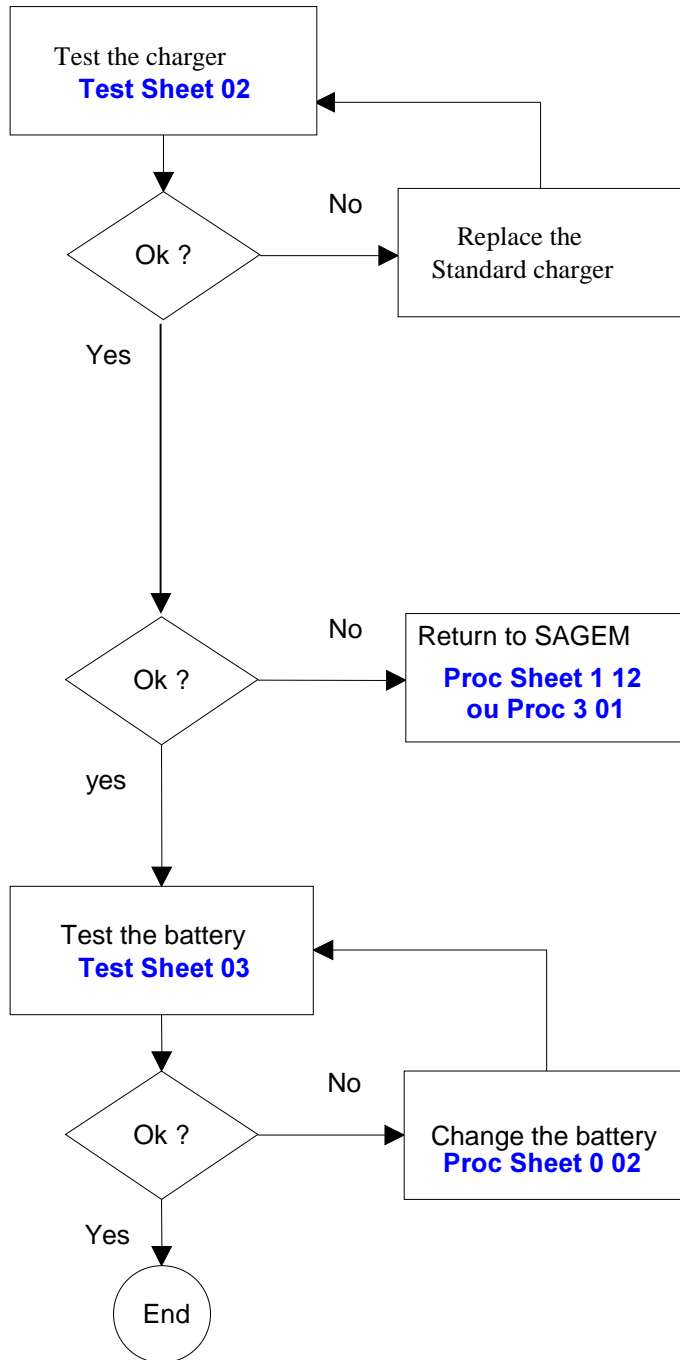 Test the charger
Test Sheet 02
No
Ok ?
Replace the
Standard charger
Yes
No
Ok ?
Return to SAGEM
Proc Sheet 1 12
ou Proc 3 01
yes
Test the battery
Test Sheet 03
No
Ok ?
Change the battery
Proc Sheet 0 02
Yes
End